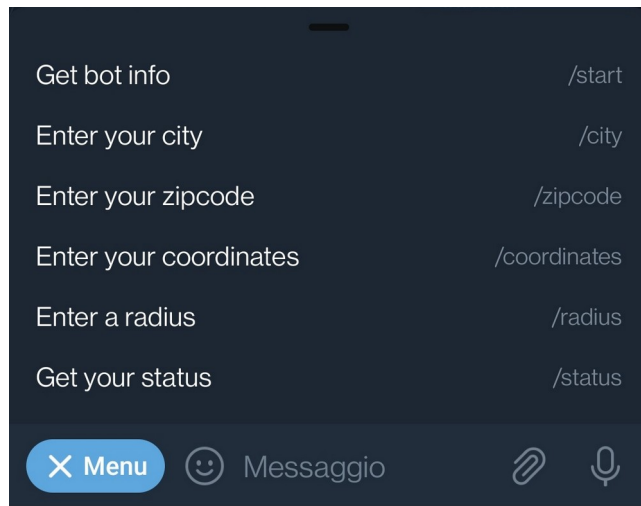 Get bot info /start
Enter your city /city
Enter your zipcode /zipcode
Enter your coordinates /coordinates
Enter a radius /radius
Get your status /status
Menu Messaggio